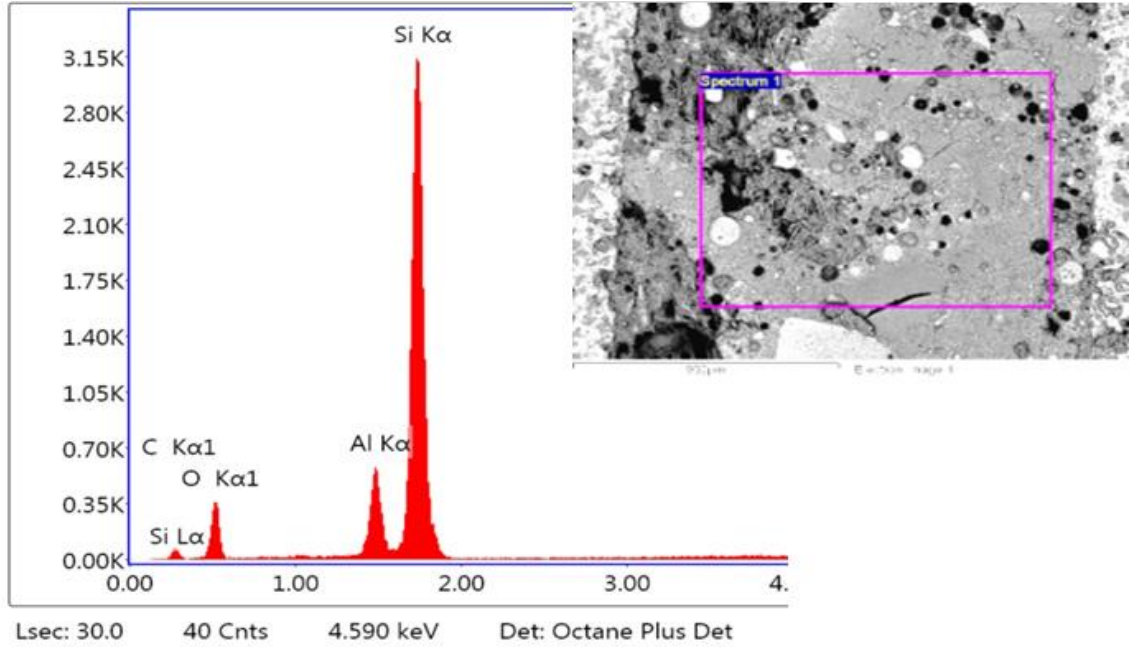 3.15K
2.80K
2.45K
2.10K
1.75K
1.40K
1.05K
0.70K
0.35K
0.00K
Si Kα
Al Kα
C Kα1
O Kα1
Si Lα
0.00 1.00 2.00 3.00 4.
Lsec: 30.0 40 Cnts 4.590 keV Det: Octane Plus Det
Spectrum 1